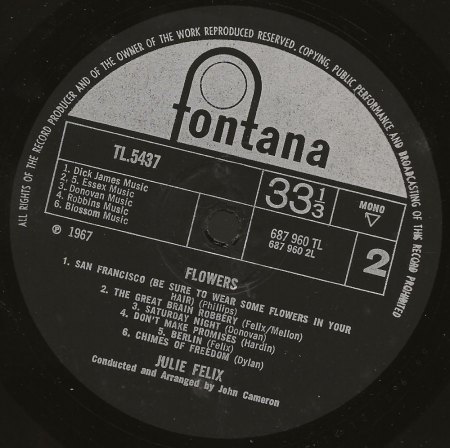 ALL RIGHTS OF THE RECORD PRODUCER AND OF THE OWNER OF THE WORK REPRODUCED RESERVED. COPYING, PUBLIC PERFORMANCE AND BROADCASTING OF THIS RECORD PROHIBITED
fontana
TL.5437
1. Dick James Music
2. 5. Essex Music
3. Donovan Music
4. Robbins Music
6. Blossom Music
℗ 1967
33⅓
MONO
687 960 TL
687 960 2L
2
FLOWERS
1. SAN FRANCISCO (BE SURE TO WEAR SOME FLOWERS IN YOUR
HAIR) (Phillips)
2. THE GREAT BRAIN ROBBERY (Felix/Mellon)
3. SATURDAY NIGHT (Donovan)
4. DON'T MAKE PROMISES (Hardin)
5. BERLIN (Felix)
6. CHIMES OF FREEDOM (Dylan)
JULIE FELIX
Conducted and Arranged by John Cameron